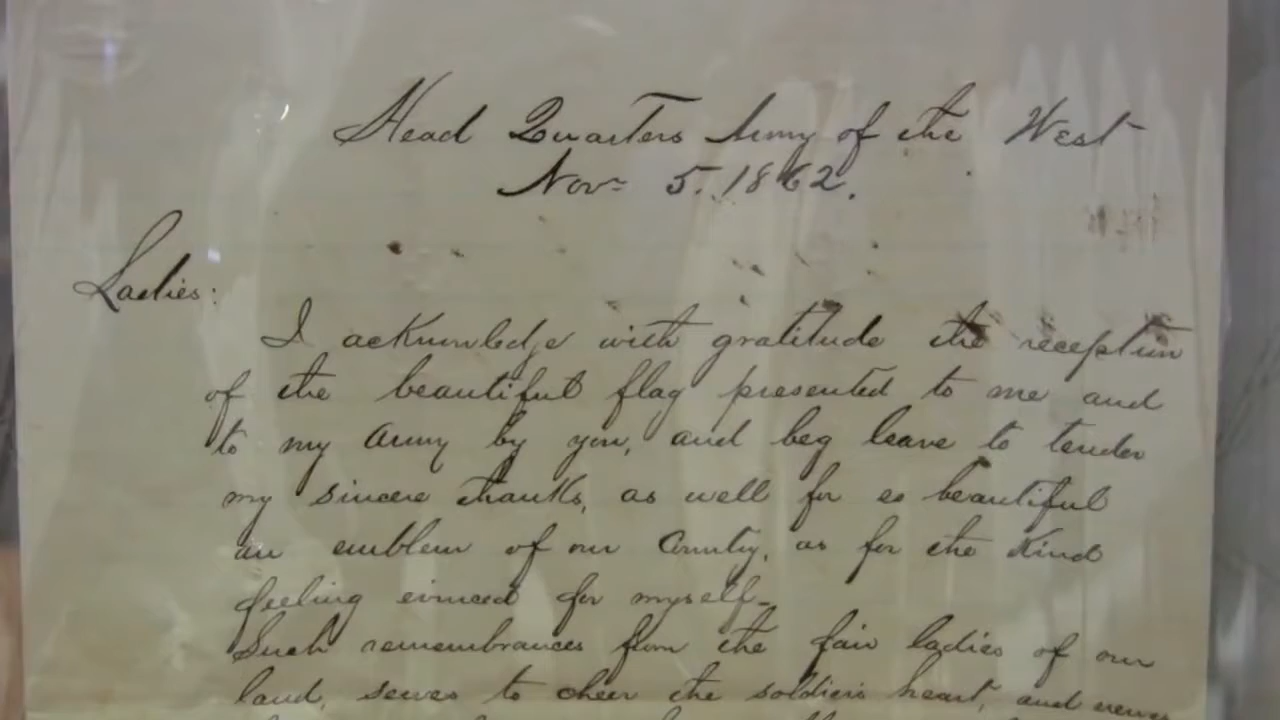 Head Quarters Army of the West
Nov= 5. 1862.
Ladies:
I acknowledge with gratitude the reception
of the beautiful flag presented to me and
to my Army by you, and beg leave to tender
my sincere thanks, as well for so beautiful
an emblem of our Country, as for the kind
feeling evinced for myself-
Such remembrances from the fair ladies of our
land, serves to cheer the soldiers heart, and